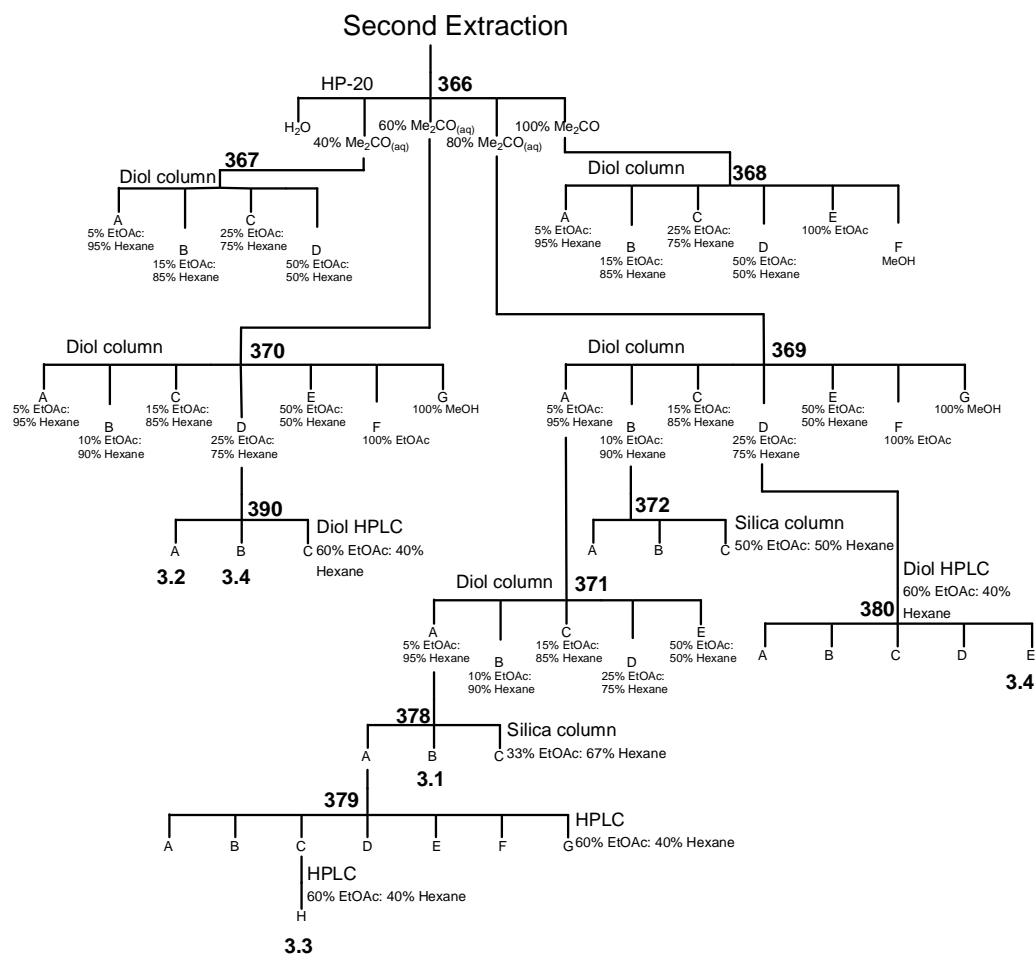 Second Extraction
HP-20
366
H2O
40% Me2CO(aq)
60% Me2CO(aq)
80% Me2CO(aq)
100% Me2CO
367
Diol column
A
5% EtOAc:
95% Hexane
B
15% EtOAc:
85% Hexane
C
25% EtOAc:
75% Hexane
D
50% EtOAc:
50% Hexane
Diol column
368
A
5% EtOAc:
95% Hexane
B
15% EtOAc:
85% Hexane
C
25% EtOAc:
75% Hexane
D
50% EtOAc:
50% Hexane
E
100% EtOAc
F
MeOH
Diol column
370
A
5% EtOAc:
95% Hexane
B
10% EtOAc:
90% Hexane
C
15% EtOAc:
85% Hexane
D
25% EtOAc:
75% Hexane
E
50% EtOAc:
50% Hexane
F
100% EtOAc
G
100% MeOH
Diol column
369
A
5% EtOAc:
95% Hexane
B
10% EtOAc:
90% Hexane
C
15% EtOAc:
85% Hexane
D
25% EtOAc:
75% Hexane
E
50% EtOAc:
50% Hexane
F
100% EtOAc
G
100% MeOH
390
Diol HPLC
60% EtOAc: 40%
Hexane
A
B
C
3.2
3.4
372
Silica column
50% EtOAc: 50% Hexane
A
B
C
Diol HPLC
60% EtOAc: 40%
Hexane
380
A
B
C
D
E
3.4
Diol column
371
A
5% EtOAc:
95% Hexane
B
10% EtOAc:
90% Hexane
C
15% EtOAc:
85% Hexane
D
25% EtOAc:
75% Hexane
E
50% EtOAc:
50% Hexane
378
Silica column
33% EtOAc: 67% Hexane
A
B
C
3.1
379
HPLC
60% EtOAc: 40% Hexane
A
B
C
D
E
F
G
HPLC
60% EtOAc: 40% Hexane
H
3.3